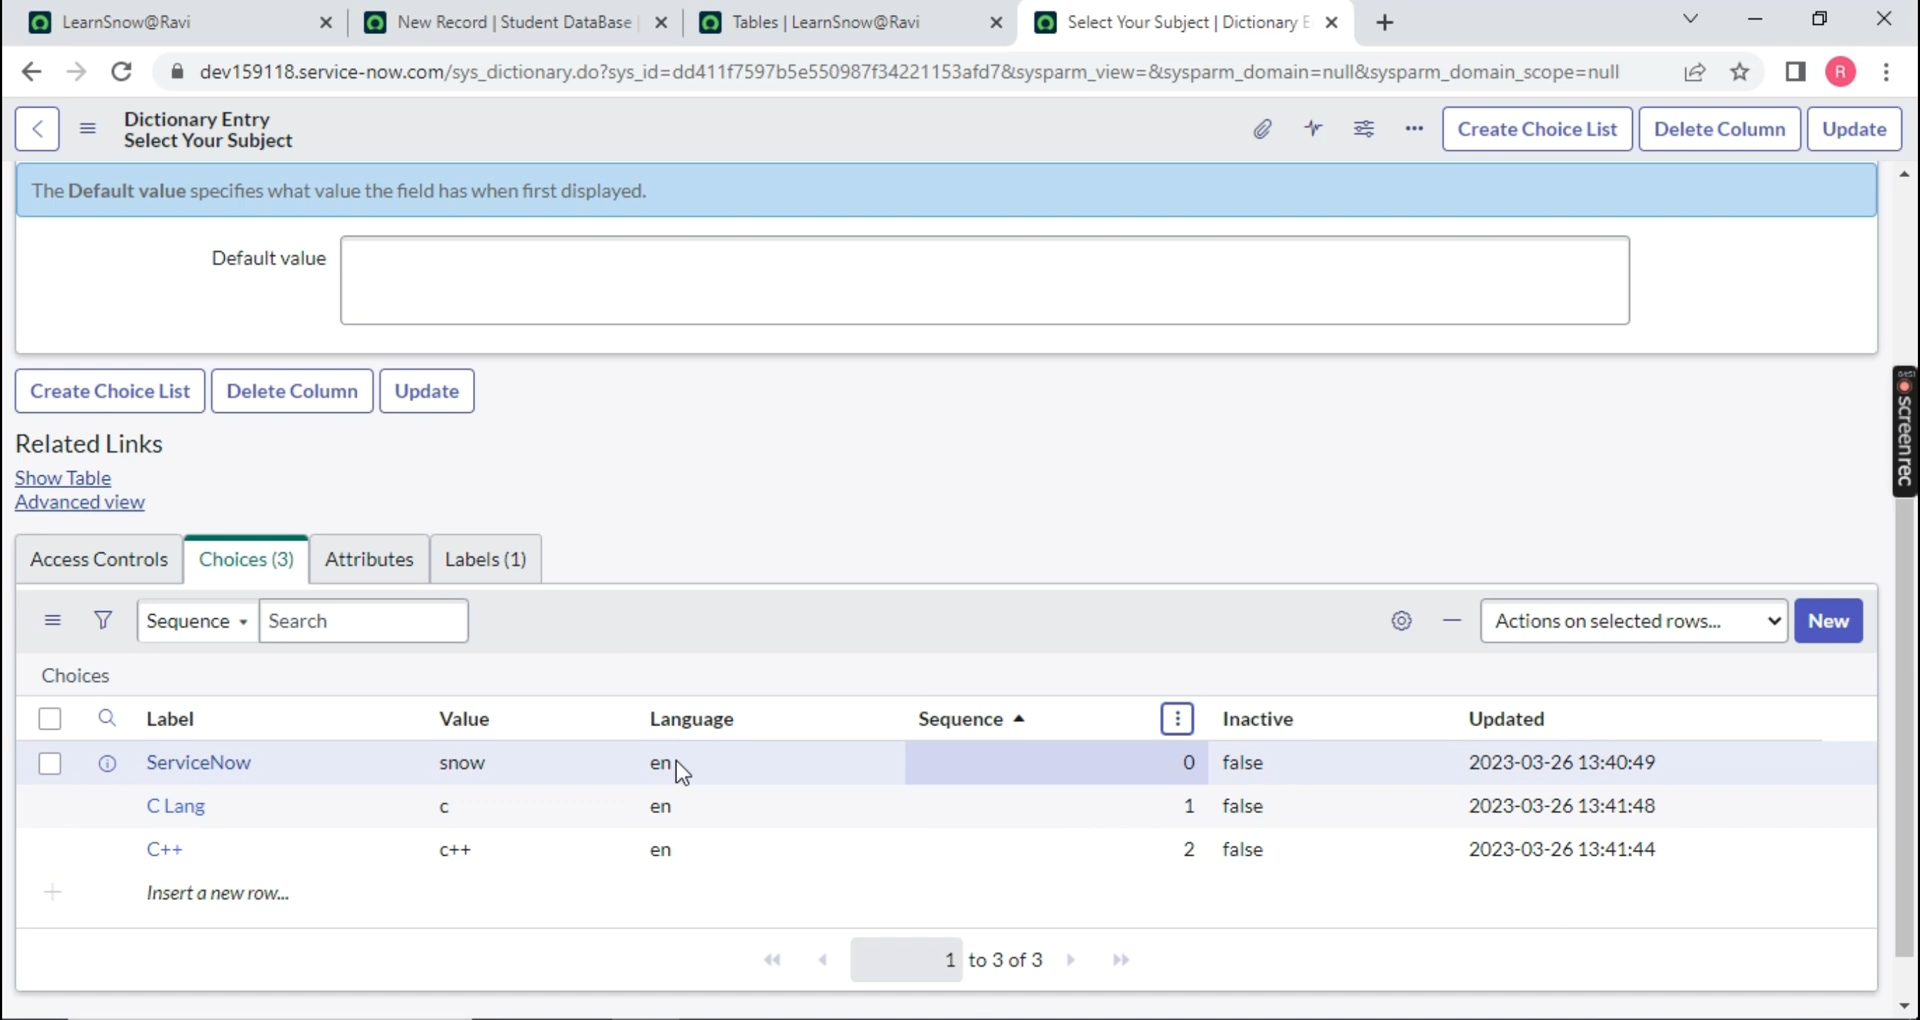 LearnSnow@Ravi
New Record | Student DataBase |
Tables | LearnSnow@Ravi
Select Your Subject | Dictionary E
dev159118.service-now.com/sys_dictionary.do?sys_id=dd411f7597b5e550987f34221153afd7&sysparm_view=&sysparm_domain=null&sysparm_domain_scope=null
R
Dictionary Entry
Select Your Subject
Create Choice List
Delete Column
Update
The Default value specifies what value the field has when first displayed.
Default value
Create Choice List
Delete Column
Update
screenrec
Related Links
Show Table
Advanced view
Access Controls
Choices (3)
Attributes
Labels (1)
Sequence
Search
Actions on selected rows...
New
Choices
Label Value Language Sequence Inactive Updated
ServiceNow snow en 0 false 2023-03-26 13:40:49
C Lang c en 1 false 2023-03-26 13:41:48
C++ c++ en 2 false 2023-03-26 13:41:44
Insert a new row...
1 to 3 of 3